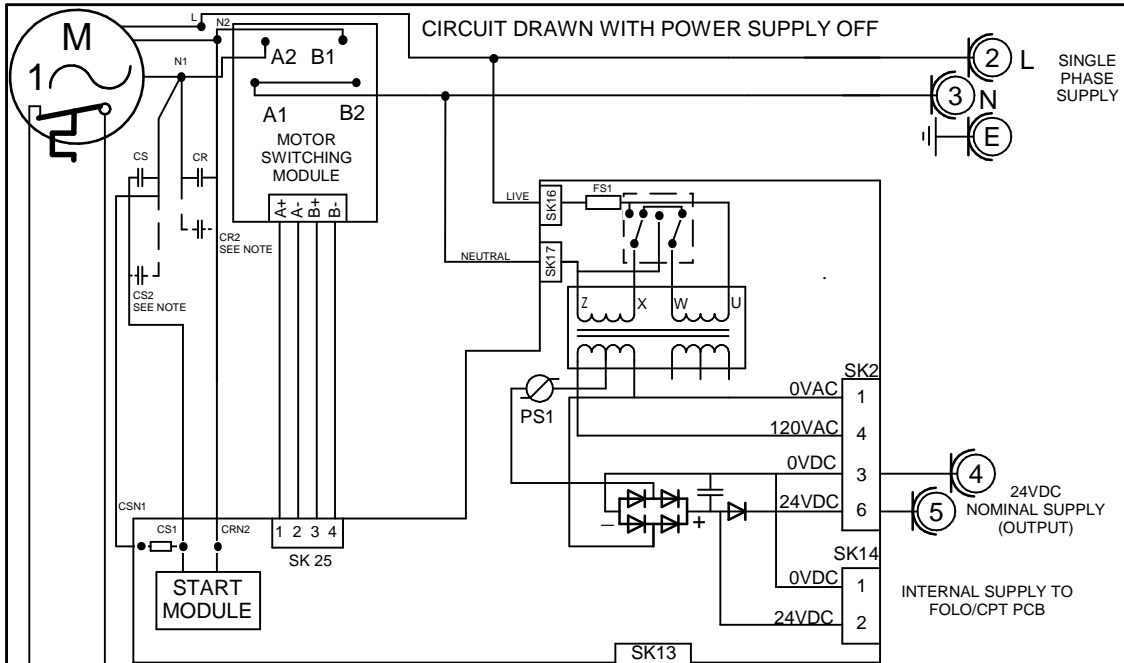 CIRCUIT DRAWN WITH POWER SUPPLY OFF
M
1
L
N2
N1
A2
B1
A1
B2
MOTOR
SWITCHING
MODULE
A+
A-
B+
B-
2
L
3
N
E
SINGLE
PHASE
SUPPLY
CS
CR
CR2
SEE NOTE
CS2
SEE NOTE
LIVE
SK16
FS1
NEUTRAL
SK17
Z
X
W
U
PS1
SK2
0VAC
1
120VAC
4
0VDC
3
24VDC
6
4
5
24VDC
NOMINAL SUPPLY
(OUTPUT)
–
+
CSN1
CS1
CRN2
START
MODULE
1
2
3
4
SK 25
SK14
0VDC
1
24VDC
2
INTERNAL SUPPLY TO
FOLO/CPT PCB
SK13